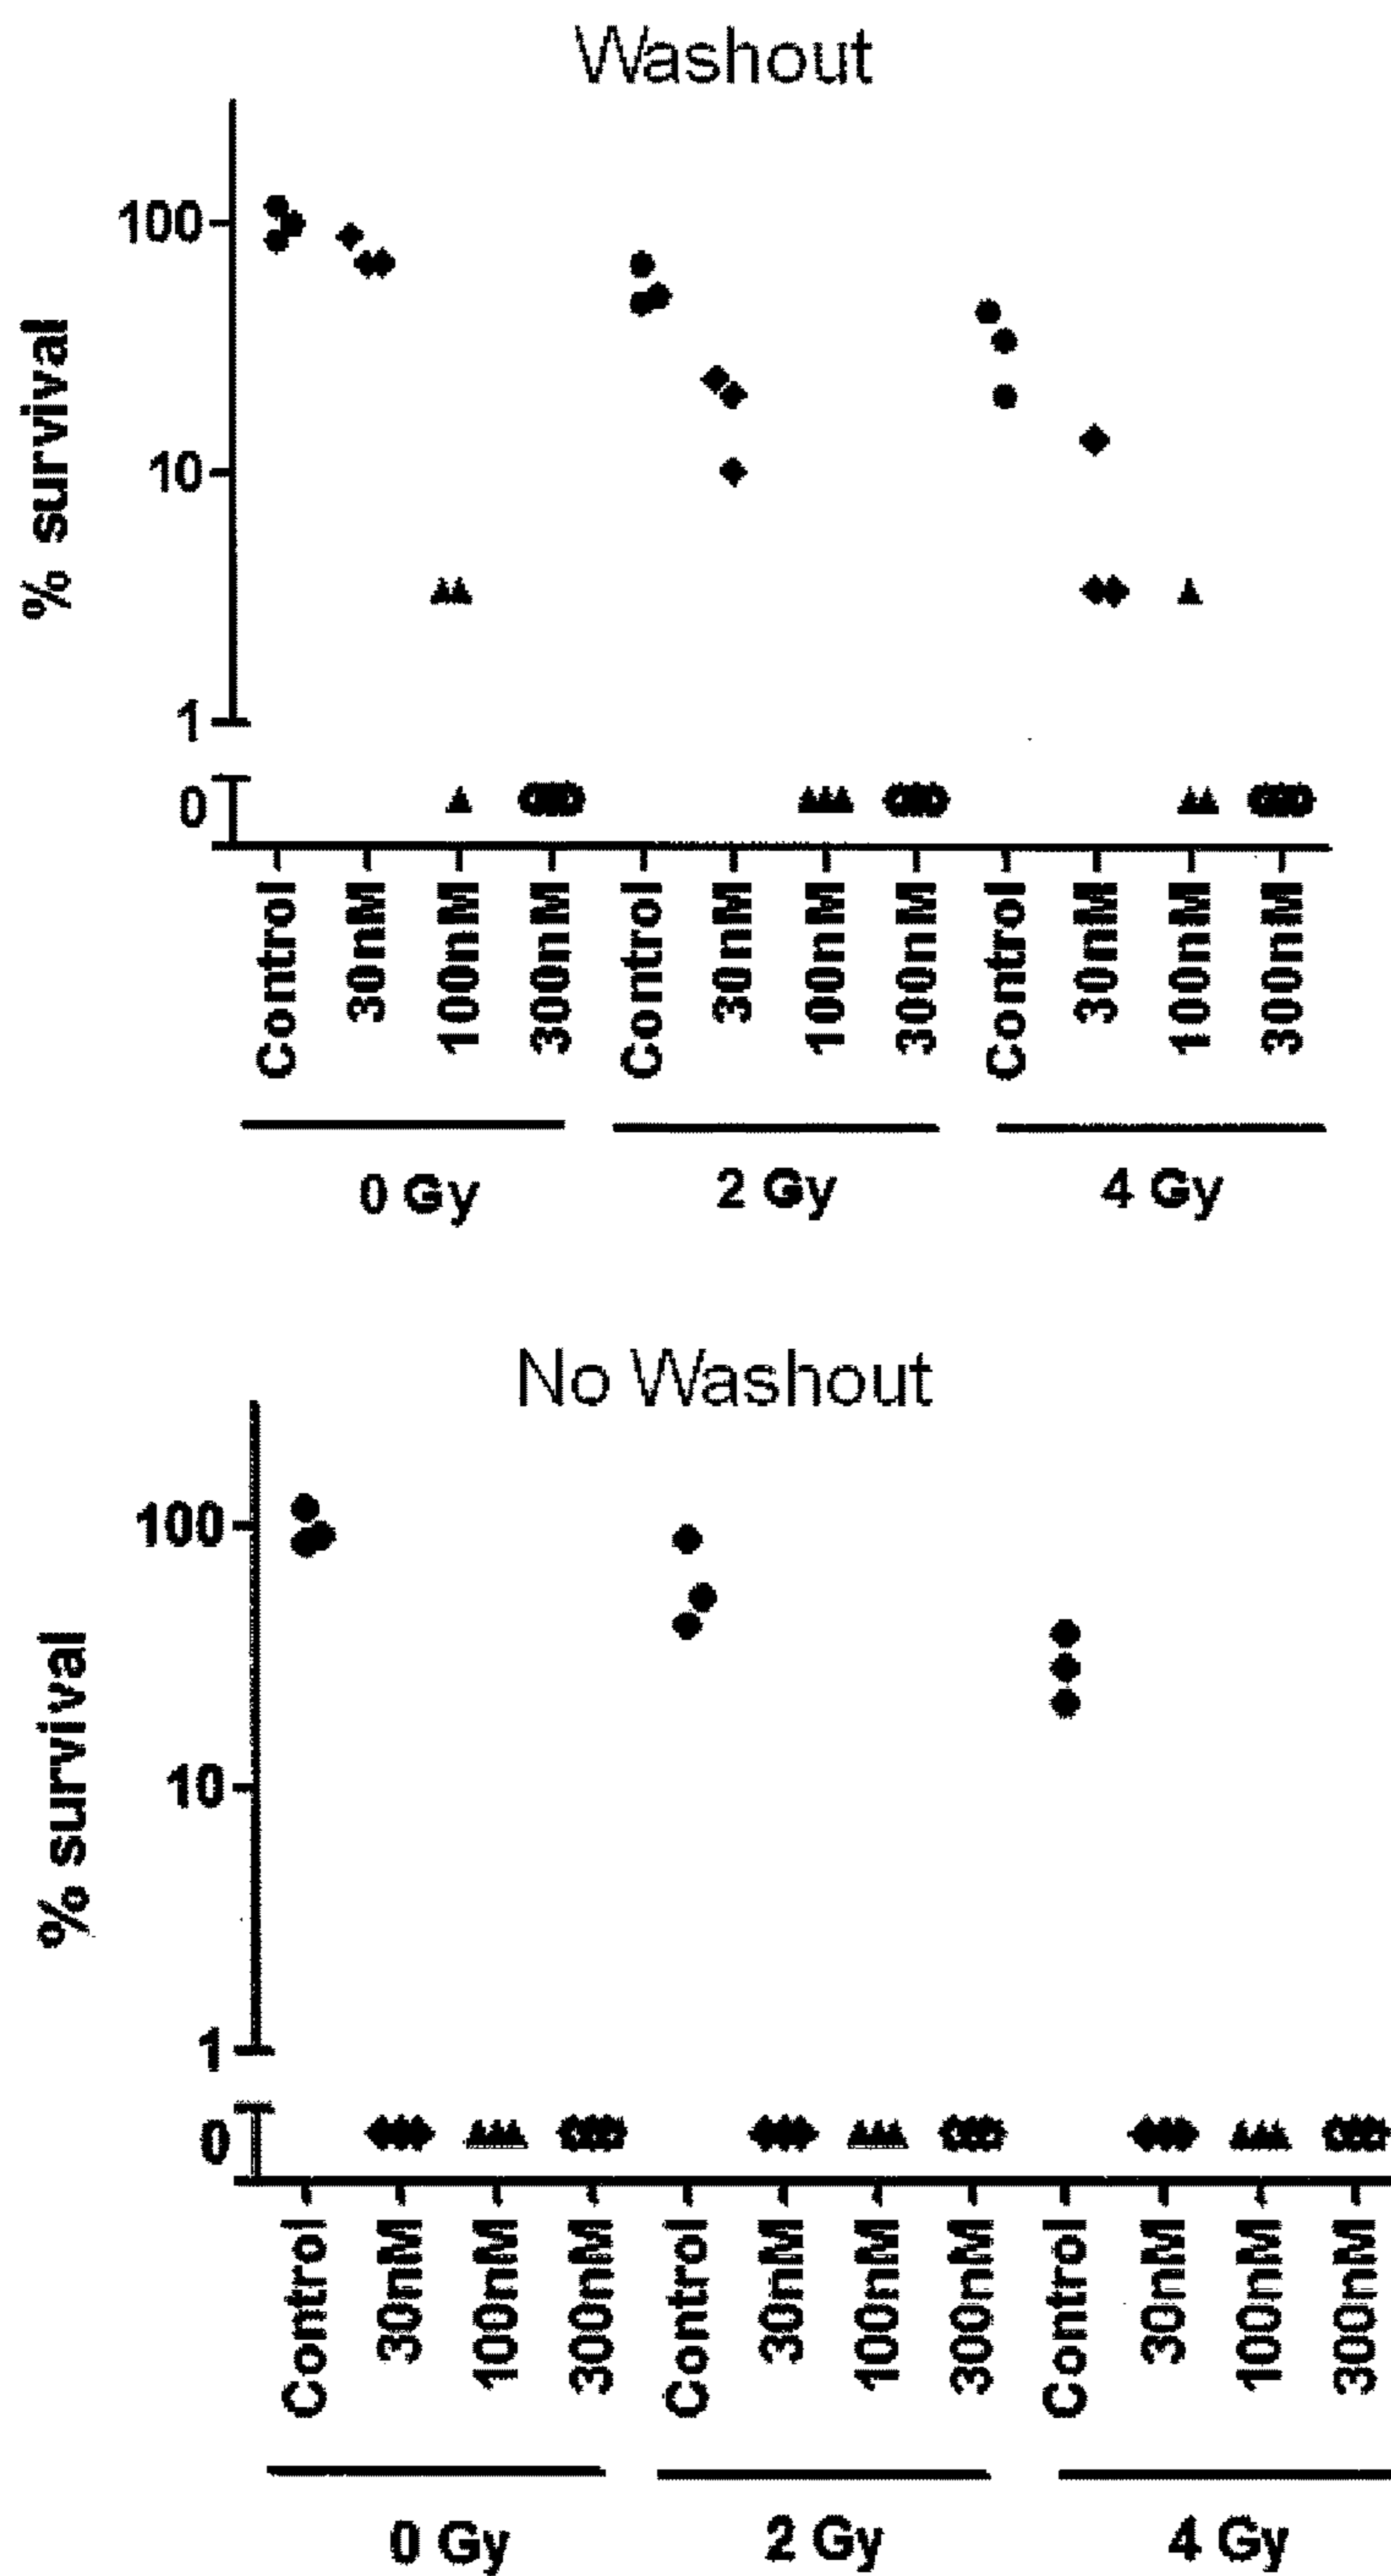 Washout
% survival
100
10
1
0
Control 30nM 100nM 300nM Control 30nM 100nM 300nM Control 30nM 100nM 300nM
0 Gy 2 Gy 4 Gy
No Washout
% survival
100
10
1
0
Control 30nM 100nM 300nM Control 30nM 100nM 300nM Control 30nM 100nM 300nM
0 Gy 2 Gy 4 Gy